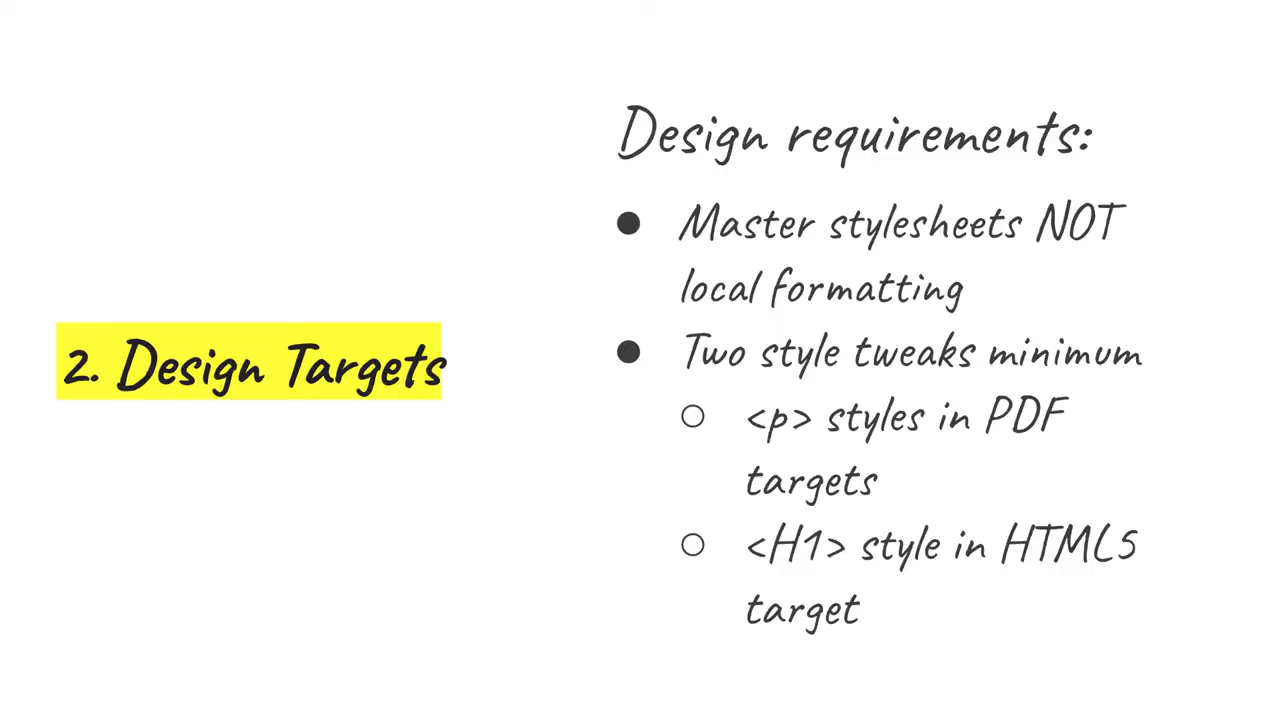 2. Design Targets
Design requirements:
● Master stylesheets NOT
local formatting
● Two style tweaks minimum
○ <p> styles in PDF
targets
○ <H1> style in HTML5
target